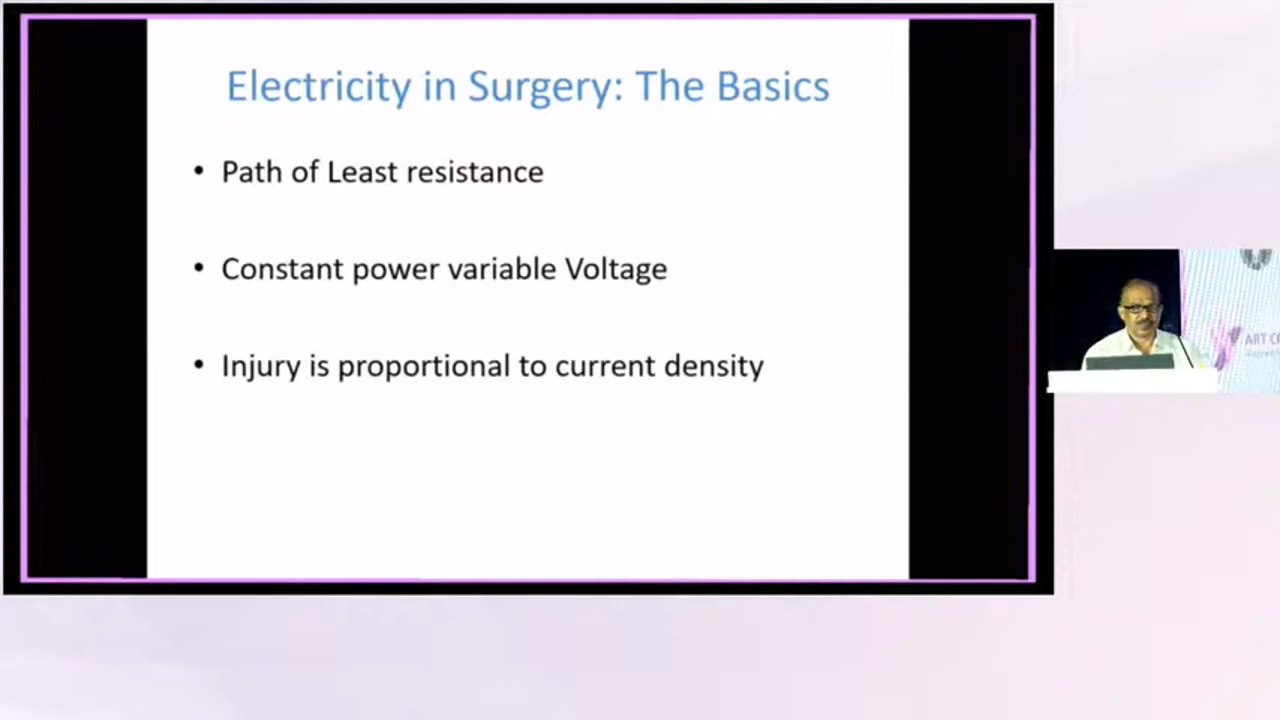 Electricity in Surgery: The Basics
• Path of Least resistance
• Constant power variable Voltage
• Injury is proportional to current density
ART